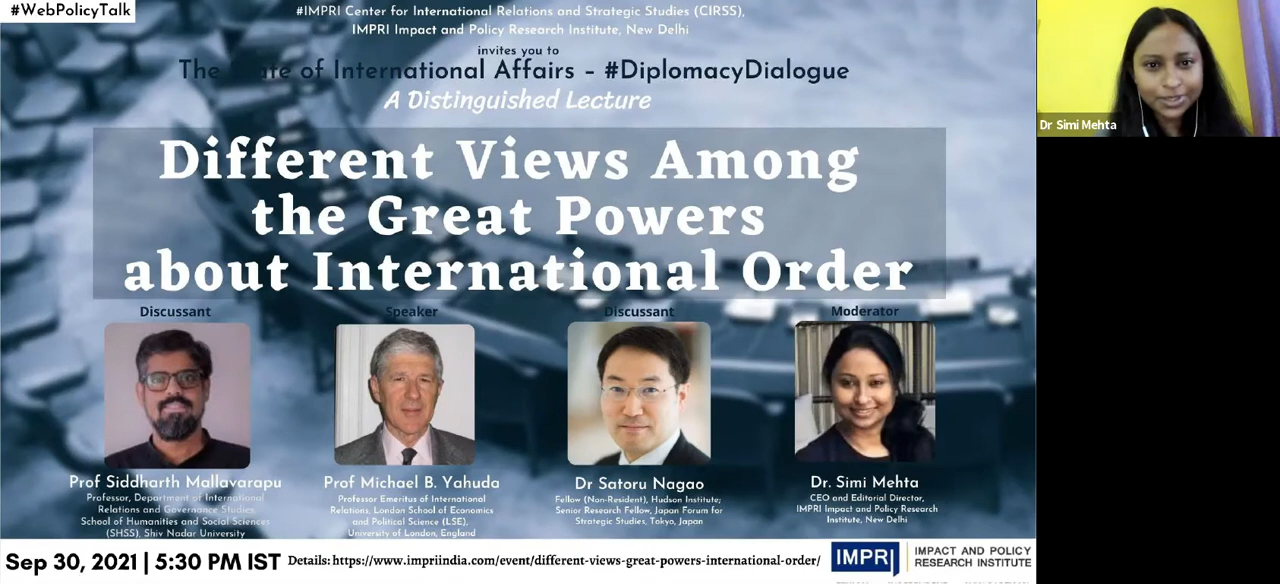 #WebPolicyTalk
#IMPRI Center for International Relations and Strategic Studies (CIRSS),
IMPRI Impact and Policy Research Institute, New Delhi
invites you to
The State of International Affairs – #DiplomacyDialogue
A Distinguished Lecture
Different Views Among
the Great Powers
about International Order
Discussant
Speaker
Discussant
Moderator
Prof Siddharth Mallavarapu
Professor, Department of International
Relations and Governance Studies,
School of Humanities and Social Sciences
(SHSS), Shiv Nadar University
Prof Michael B. Yahuda
Professor Emeritus of International
Relations, London School of Economics
and Political Science (LSE),
University of London, England
Dr Satoru Nagao
Fellow (Non-Resident), Hudson Institute;
Senior Research Fellow, Japan Forum for
Strategic Studies, Tokyo, Japan
Dr. Simi Mehta
CEO and Editorial Director,
IMPRI Impact and Policy Research
Institute, New Delhi
Sep 30, 2021 | 5:30 PM IST
Details: https://www.impriindia.com/event/different-views-great-powers-international-order/
IMPRI
IMPACT AND POLICY
RESEARCH INSTITUTE
Dr Simi Mehta